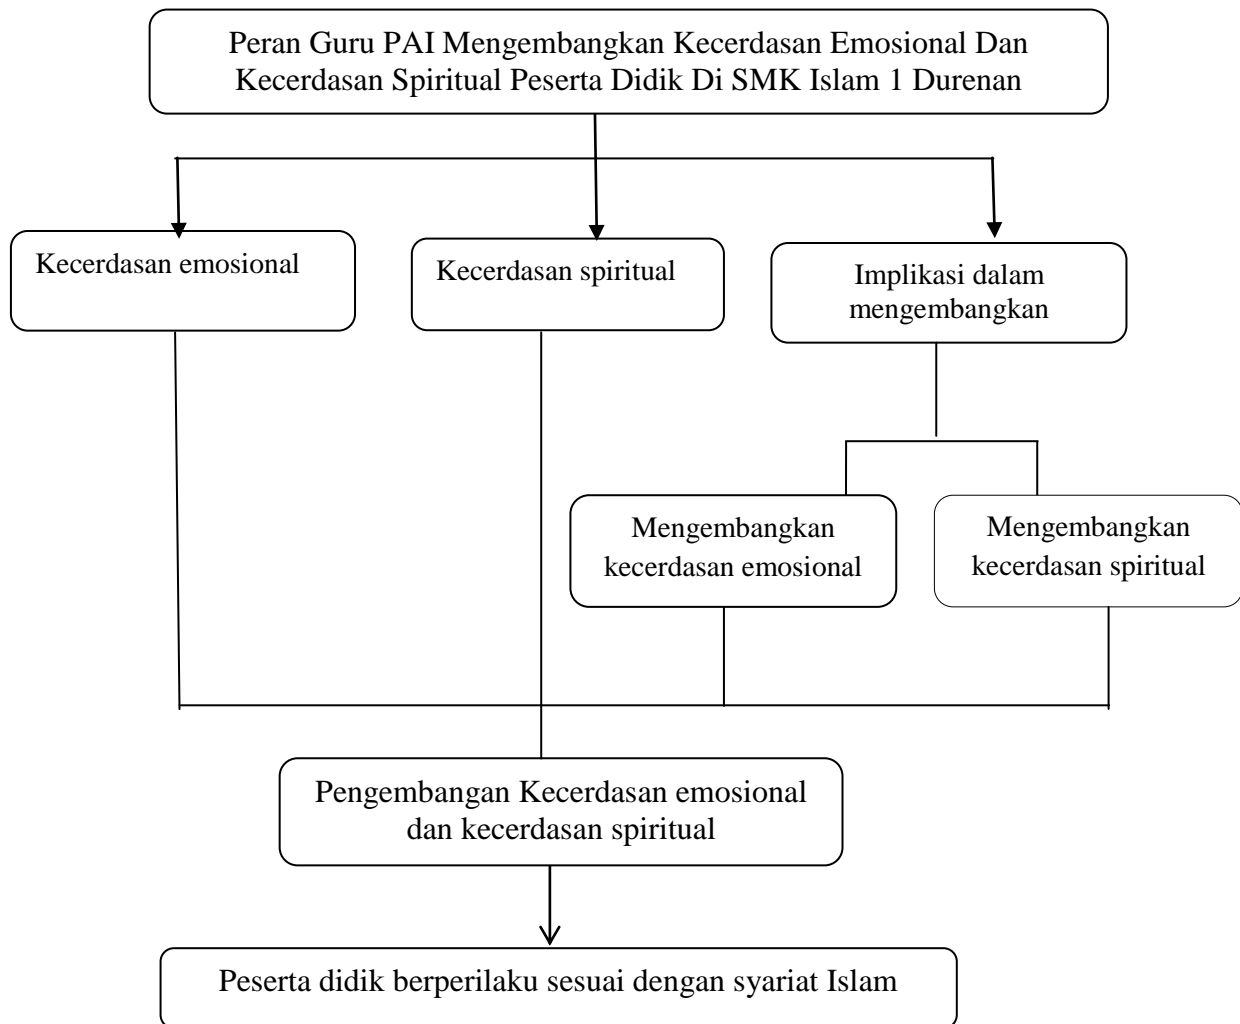 Peran Guru PAI Mengembangkan Kecerdasan Emosional Dan
Kecerdasan Spiritual Peserta Didik Di SMK Islam 1 Durenan
Kecerdasan emosional
Kecerdasan spiritual
Implikasi dalam
mengembangkan
Mengembangkan
kecerdasan emosional
Mengembangkan
kecerdasan spiritual
Pengembangan Kecerdasan emosional
dan kecerdasan spiritual
Peserta didik berperilaku sesuai dengan syariat Islam